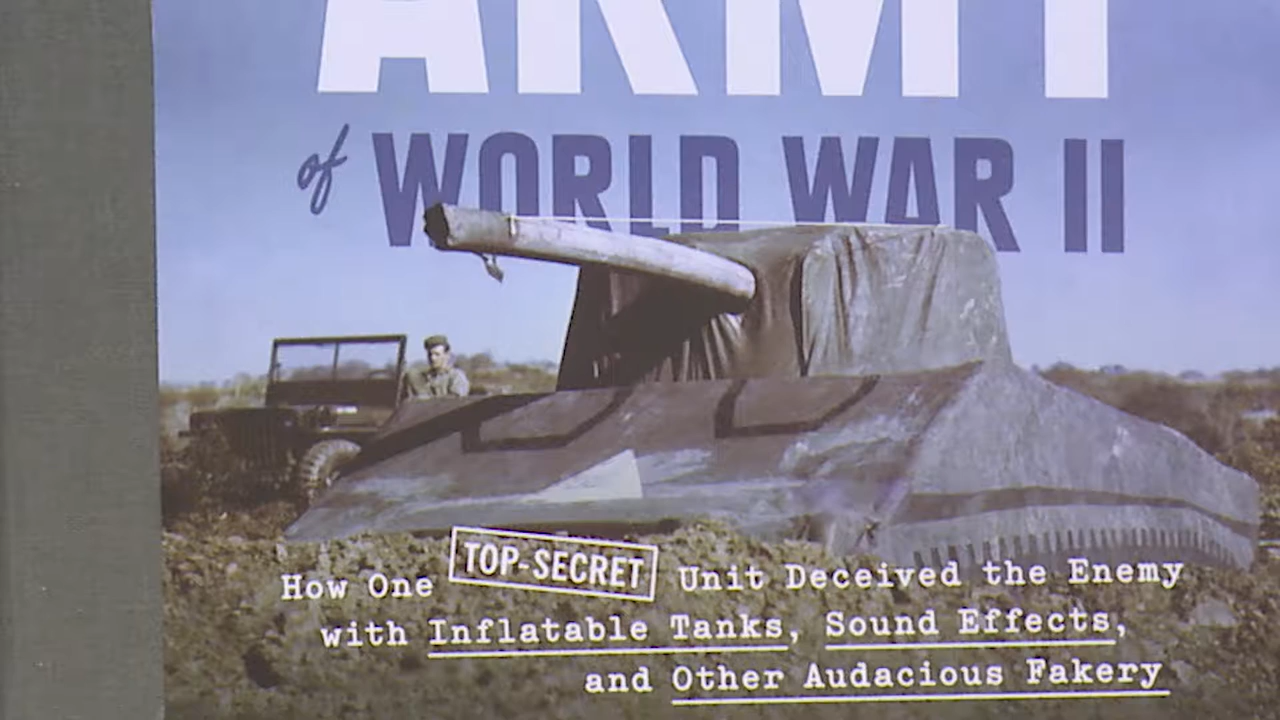 ARMY
of WORLD WAR II
How One TOP-SECRET Unit Deceived the Enemy
with Inflatable Tanks, Sound Effects,
and Other Audacious Fakery